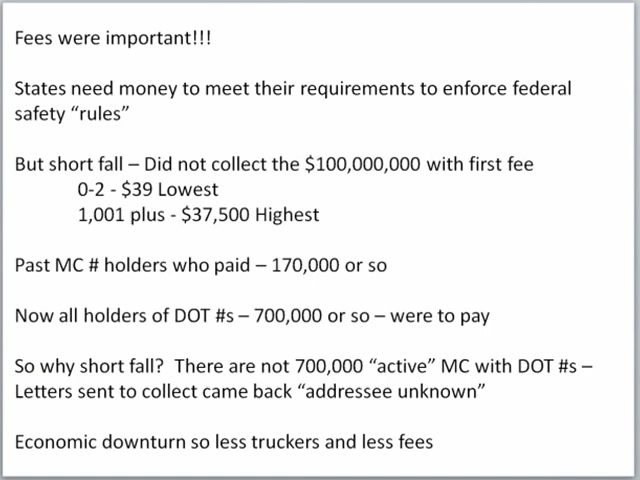 Fees were important!!!
States need money to meet their requirements to enforce federal
safety “rules”
But short fall – Did not collect the $100,000,000 with first fee
0-2 - $39 Lowest
1,001 plus - $37,500 Highest
Past MC # holders who paid – 170,000 or so
Now all holders of DOT #s – 700,000 or so – were to pay
So why short fall?  There are not 700,000 “active” MC with DOT #s –
Letters sent to collect came back “addressee unknown”
Economic downturn so less truckers and less fees